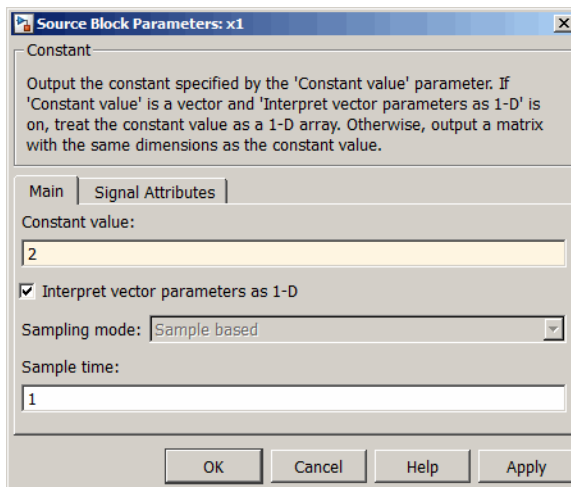 Source Block Parameters: x1
Constant
Output the constant specified by the 'Constant value' parameter. If
'Constant value' is a vector and 'Interpret vector parameters as 1-D' is
on, treat the constant value as a 1-D array. Otherwise, output a matrix
with the same dimensions as the constant value.
Main Signal Attributes
Constant value:
2
Interpret vector parameters as 1-D
Sampling mode: Sample based
Sample time:
1
OK Cancel Help Apply